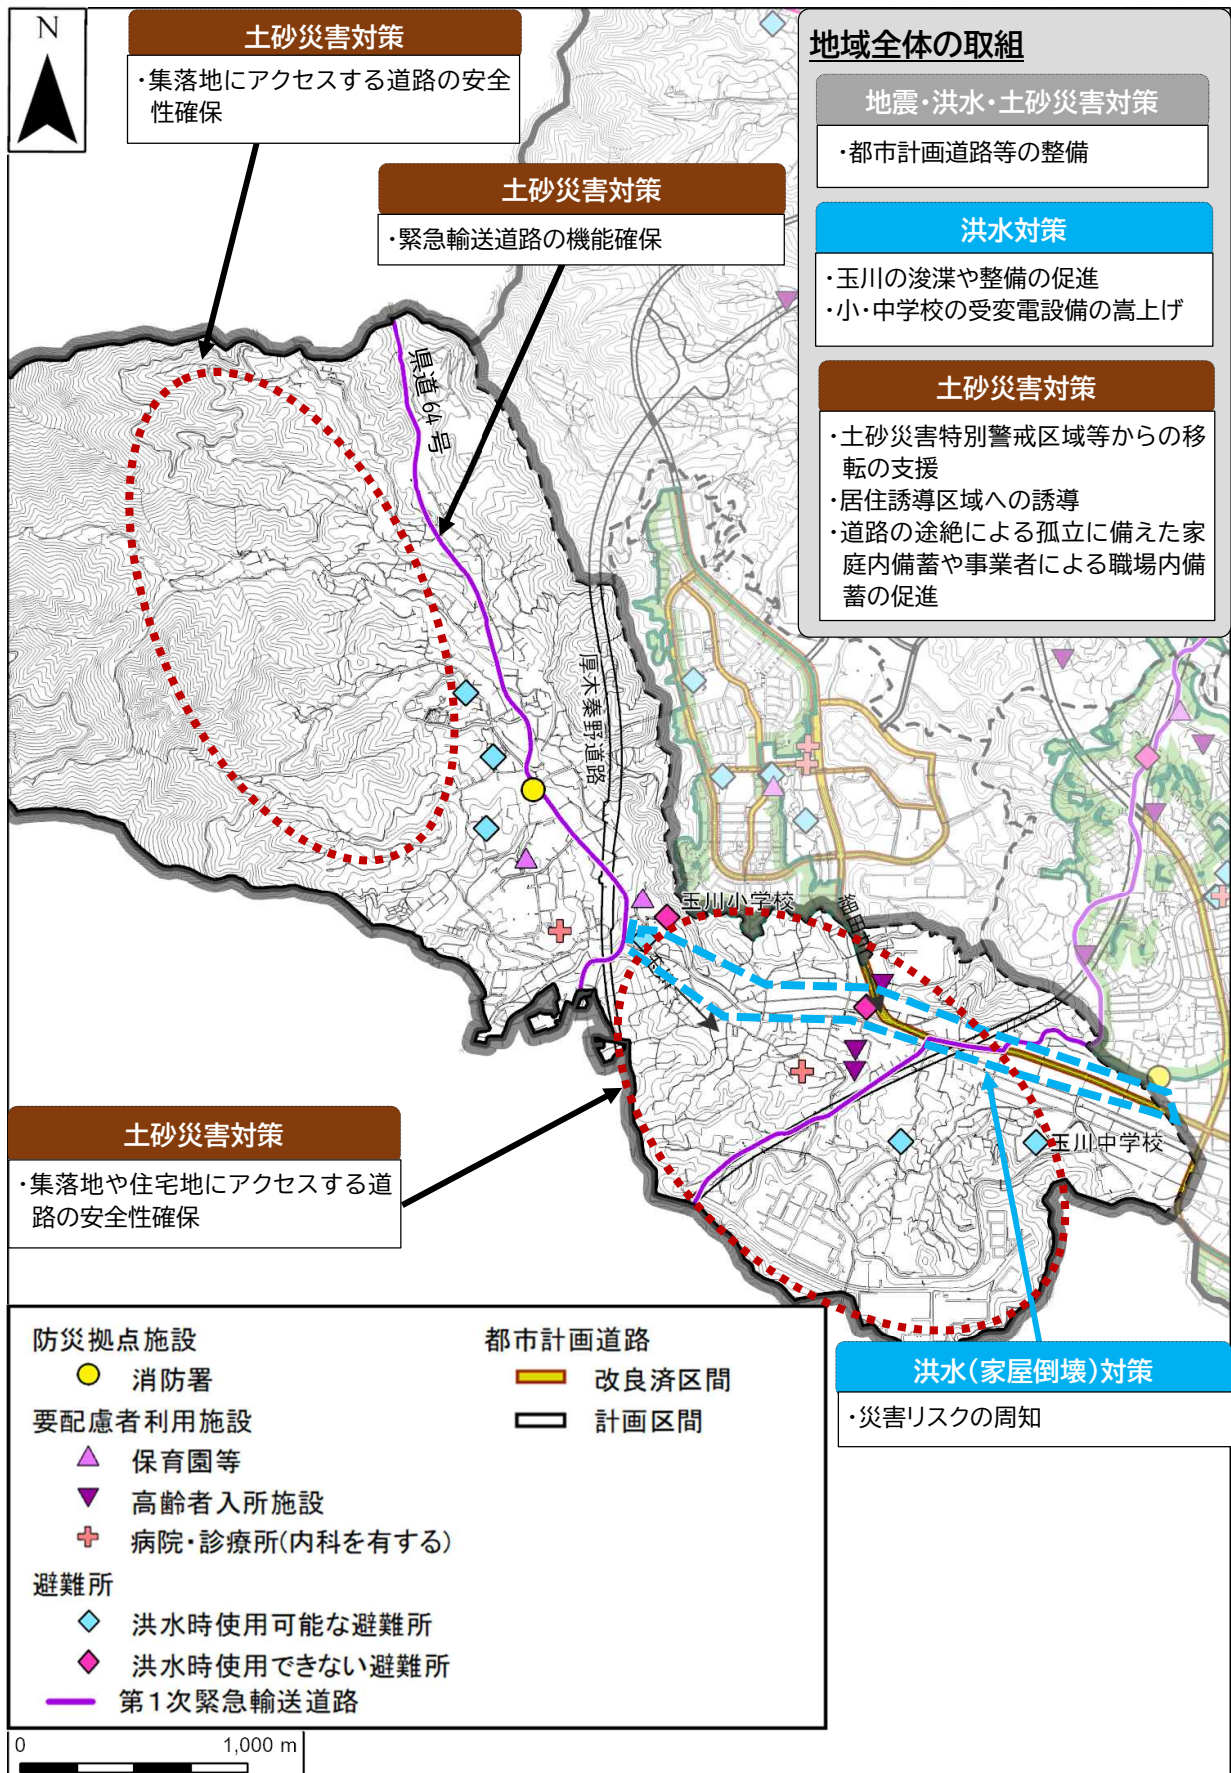 N
土砂災害対策
・集落地にアクセスする道路の安全
性確保
土砂災害対策
・緊急輸送道路の機能確保
地域全体の取組
地震・洪水・土砂災害対策
・都市計画道路等の整備
洪水対策
・玉川の浚渫や整備の促進
・小・中学校の受変電設備の嵩上げ
土砂災害対策
・土砂災害特別警戒区域等からの移
転の支援
・居住誘導区域への誘導
・道路の途絶による孤立に備えた家
庭内備蓄や事業者による職場内備
蓄の促進
県道64号
厚木秦野道路
玉川小学校
玉川中学校
土砂災害対策
・集落地や住宅地にアクセスする道
路の安全性確保
洪水(家屋倒壊)対策
・災害リスクの周知
防災拠点施設
消防署
要配慮者利用施設
保育園等
高齢者入所施設
病院・診療所(内科を有する)
避難所
洪水時使用可能な避難所
洪水時使用できない避難所
第1次緊急輸送道路
都市計画道路
改良済区間
計画区間
0 1,000 m